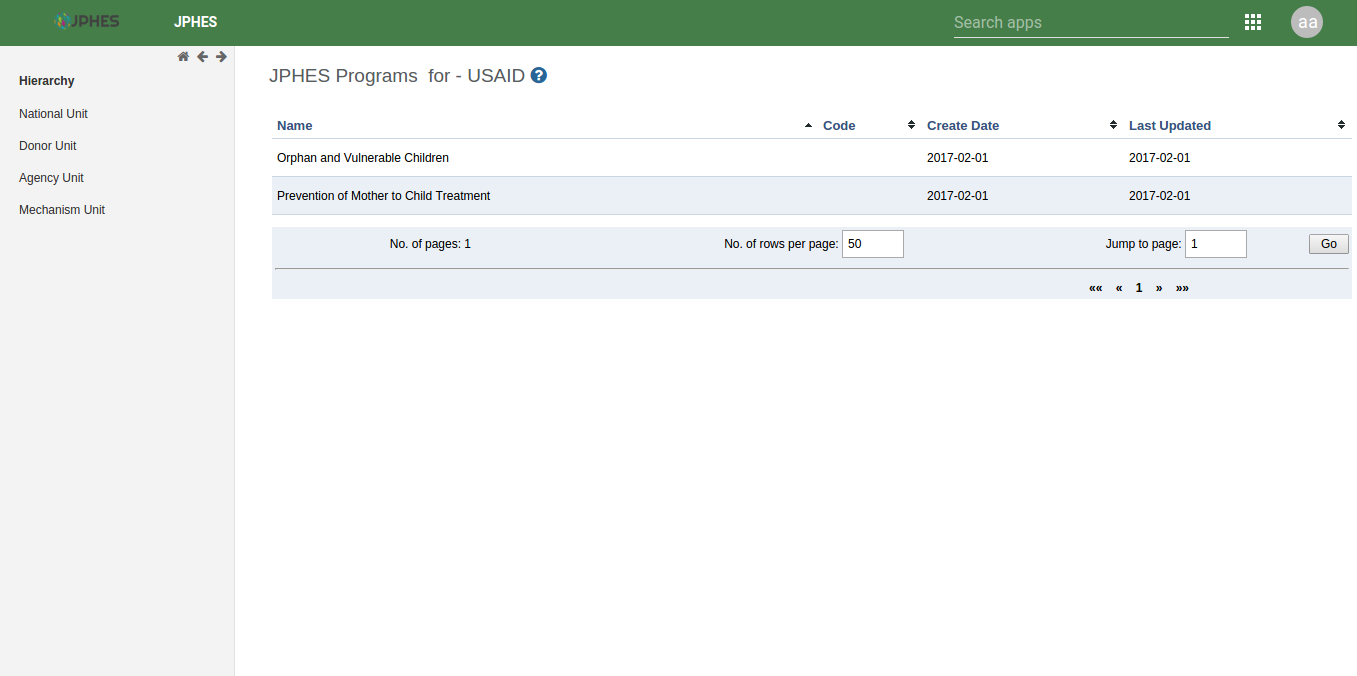 JPHES
JPHES
Search apps
aa
Hierarchy
National Unit
Donor Unit
Agency Unit
Mechanism Unit
JPHES Programs for - USAID ?
Name Code Create Date Last Updated
Orphan and Vulnerable Children 2017-02-01 2017-02-01
Prevention of Mother to Child Treatment 2017-02-01 2017-02-01
No. of pages: 1 No. of rows per page: 50 Jump to page: 1 Go
«« « 1 » »»